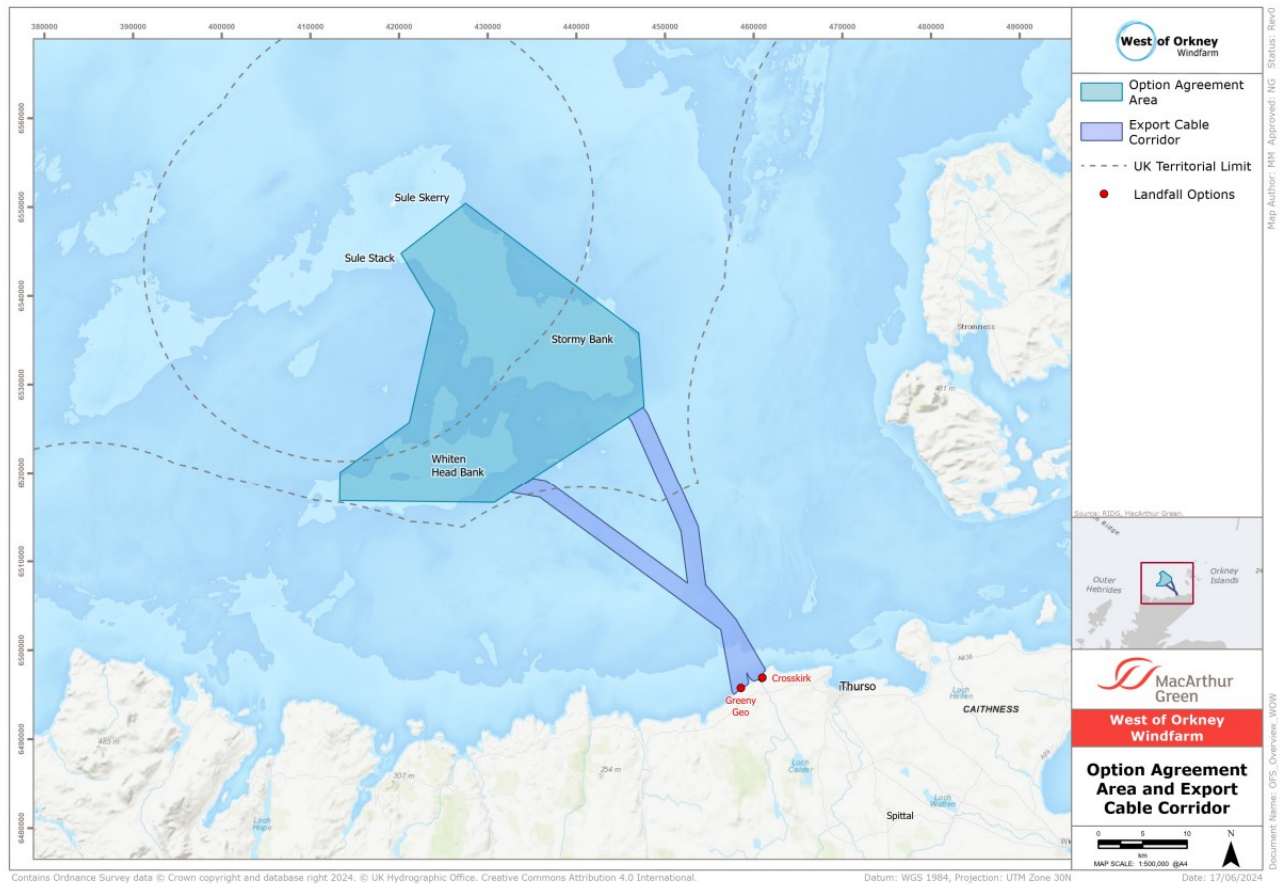 380000 400000 410000 420000 430000 440000 450000 460000 470000 480000 490000
6560000
6550000
6540000
6530000
6520000
6510000
6500000
6490000
6480000
Sule Skerry
Sule Stack
Stormy Bank
Whiten
Head Bank
Stromness
481 m
Crosskirk
Greeny
Geo
Thurso
A836
Loch
Heilen
CAITHNESS
485 m
307 m
254 m
Loch
Calder
A99
Loch
Watten
Loch
Hope
Spittal
West of Orkney
Windfarm
Option Agreement
Area
Export Cable
Corridor
UK Territorial Limit
Landfall Options
Source: RIDG, MacArthur Green.
Outer
Hebrides
Orkney
Islands
MacArthur
Green
West of Orkney
Windfarm
Option Agreement
Area and Export
Cable Corridor
0 5 10
km
MAP SCALE: 1:500,000 @A4
N
Map Author: MM Approved: NG Status: Rev0
Document Name: OFS_Overview_WOW
Contains Ordnance Survey data © Crown copyright and database right 2024. © UK Hydrographic Office. Creative Commons Attribution 4.0 International.
Datum: WGS 1984, Projection: UTM Zone 30N
Date: 17/06/2024